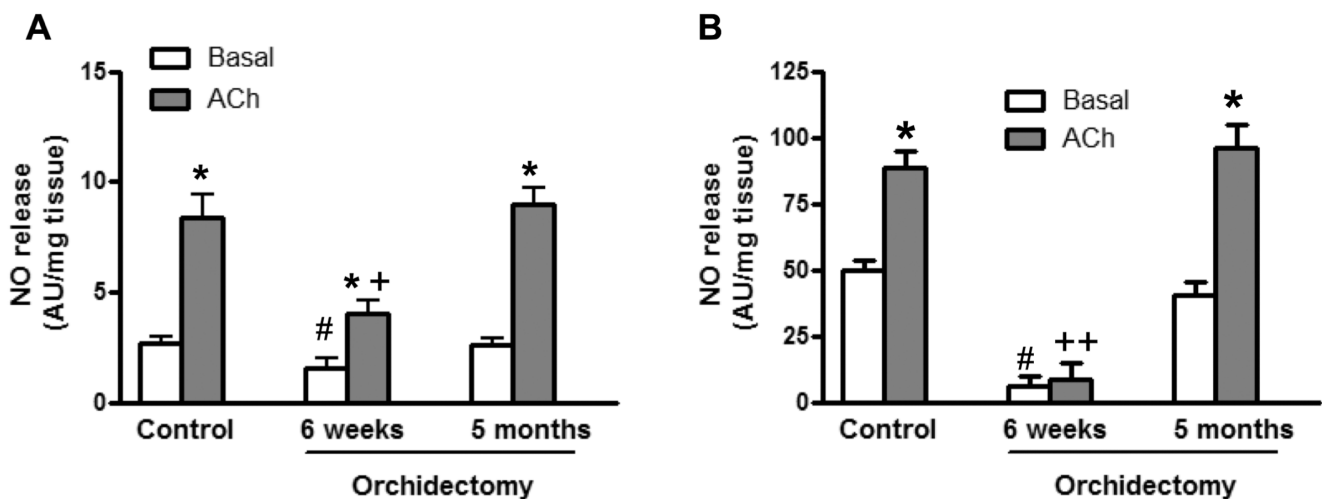 A
Basal
ACh
NO release
(AU/mg tissue)
15
10
5
0
*
#
* +
*
Control
6 weeks
5 months
Orchidectomy
B
Basal
ACh
NO release
(AU/mg tissue)
125
100
75
50
25
0
*
#
++
*
Control
6 weeks
5 months
Orchidectomy